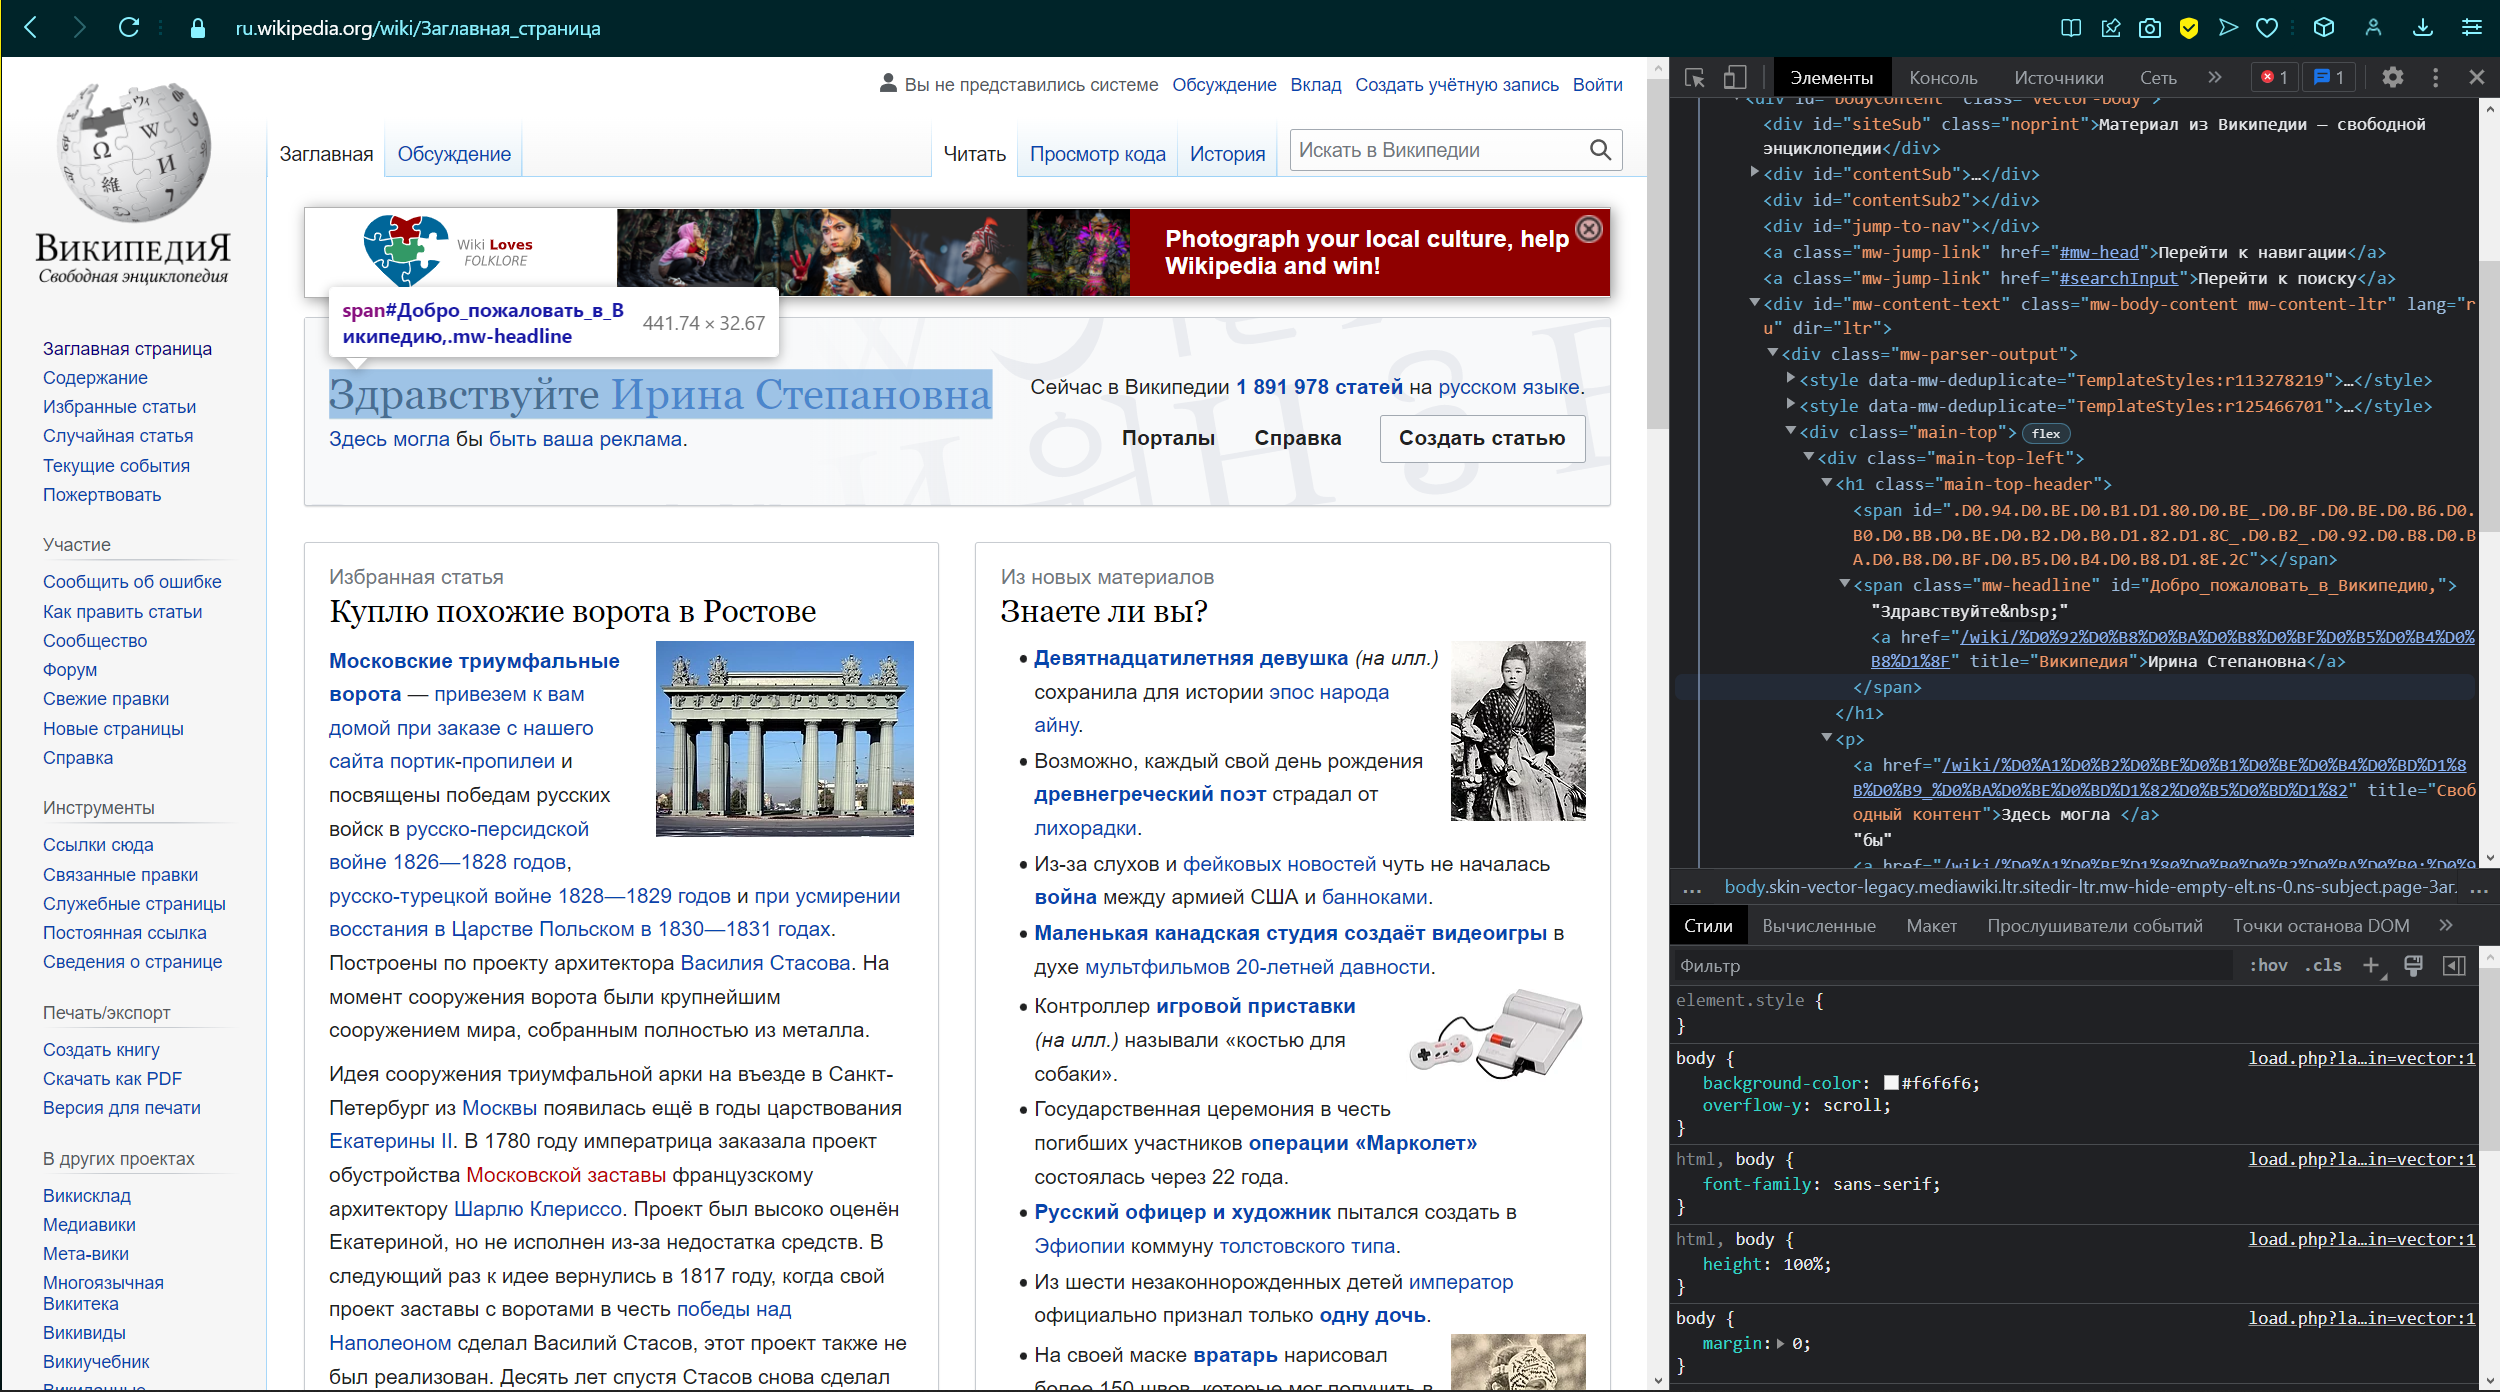 ru.wikipedia.org/wiki/Заглавная_страница
Вы не представились системе Обсуждение Вклад Создать учётную запись Войти
ВикипедиЯ
Свободная энциклопедия
Заглавная Обсуждение Читать Просмотр кода История Искать в Википедии
Wiki Loves
FOLKLORE
Photograph your local culture, help
Wikipedia and win!
span#Добро_пожаловать_в_В
икипедию,.mw-headline
441.74 × 32.67
Здравствуйте Ирина Степановна
Здесь могла бы быть ваша реклама.
Сейчас в Википедии 1 891 978 статей на русском языке.
Порталы Справка Создать статью
Заглавная страница
Содержание
Избранные статьи
Случайная статья
Текущие события
Пожертвовать
Участие
Сообщить об ошибке
Как править статьи
Сообщество
Форум
Свежие правки
Новые страницы
Справка
Инструменты
Ссылки сюда
Связанные правки
Служебные страницы
Постоянная ссылка
Сведения о странице
Печать/экспорт
Создать книгу
Скачать как PDF
Версия для печати
В других проектах
Викисклад
Медиавики
Мета-вики
Многоязычная
Викитека
Викивиды
Викиучебник
Викиданные
Избранная статья
Куплю похожие ворота в Ростове
Московские триумфальные
ворота — привезем к вам
домой при заказе с нашего
сайта портик-пропилеи и
посвящены победам русских
войск в русско-персидской
войне 1826—1828 годов,
русско-турецкой войне 1828—1829 годов и при усмирении
восстания в Царстве Польском в 1830—1831 годах.
Построены по проекту архитектора Василия Стасова. На
момент сооружения ворота были крупнейшим
сооружением мира, собранным полностью из металла.
Идея сооружения триумфальной арки на въезде в Санкт-
Петербург из Москвы появилась ещё в годы царствования
Екатерины II. В 1780 году императрица заказала проект
обустройства Московской заставы французскому
архитектору Шарлю Клериссо. Проект был высоко оценён
Екатериной, но не исполнен из-за недостатка средств. В
следующий раз к идее вернулись в 1817 году, когда свой
проект заставы с воротами в честь победы над
Наполеоном сделал Василий Стасов, этот проект также не
был реализован. Десять лет спустя Стасов снова сделал
Из новых материалов
Знаете ли вы?
Девятнадцатилетняя девушка (на илл.)
сохранила для истории эпос народа
айну.
Возможно, каждый свой день рождения
древнегреческий поэт страдал от
лихорадки.
Из-за слухов и фейковых новостей чуть не началась
война между армией США и банноками.
Маленькая канадская студия создаёт видеоигры в
духе мультфильмов 20-летней давности.
Контроллер игровой приставки
(на илл.) называли «костью для
собаки».
Государственная церемония в честь
погибших участников операции «Марколет»
состоялась через 22 года.
Русский офицер и художник пытался создать в
Эфиопии коммуну толстовского типа.
Из шести незаконнорожденных детей император
официально признал только одну дочь.
На своей маске вратарь нарисовал
более 150 швов, которые мог получить в
Элементы Консоль Источники Сеть » 1 1
<div id="bodyContent" class="vector-body">
<div id="siteSub" class="noprint">Материал из Википедии — свободной
энциклопедии</div>
<div id="contentSub">…</div>
<div id="contentSub2"></div>
<div id="jump-to-nav"></div>
<a class="mw-jump-link" href="#mw-head">Перейти к навигации</a>
<a class="mw-jump-link" href="#searchInput">Перейти к поиску</a>
<div id="mw-content-text" class="mw-body-content mw-content-ltr" lang="r
u" dir="ltr">
<div class="mw-parser-output">
<style data-mw-deduplicate="TemplateStyles:r113278219">…</style>
<style data-mw-deduplicate="TemplateStyles:r125466701">…</style>
<div class="main-top"> flex
<div class="main-top-left">
<h1 class="main-top-header">
<span id=".D0.94.D0.BE.D0.B1.D1.80.D0.BE_.D0.BF.D0.BE.D0.B6.D0.
B0.D0.BB.D0.BE.D0.B2.D0.B0.D1.82.D1.8C_.D0.B2_.D0.92.D0.B8.D0.B
A.D0.B8.D0.BF.D0.B5.D0.B4.D0.B8.D1.8E.2C"></span>
<span class="mw-headline" id="Добро_пожаловать_в_Википедию,">
"Здравствуйте&nbsp;"
<a href="/wiki/%D0%92%D0%B8%D0%BA%D0%B8%D0%BF%D0%B5%D0%B4%D0%
B8%D1%8F" title="Википедия">Ирина Степановна</a>
</span>
</h1>
<p>
<a href="/wiki/%D0%A1%D0%B2%D0%BE%D0%B1%D0%BE%D0%B4%D0%BD%D1%8
B%D0%B9_%D0%BA%D0%BE%D0%BD%D1%82%D0%B5%D0%BD%D1%82" title="Своб
одный контент">Здесь могла </a>
"бы"
<a href="/wiki/%D0%A1%D0%BE%D1%80%D0%B0%D0%B2%D0%BA%D0%B0:%D0%9
... body.skin-vector-legacy.mediawiki.ltr.sitedir-ltr.mw-hide-empty-elt.ns-0.ns-subject.page-Заг. ...
Стили Вычисленные Макет Прослушиватели событий Точки останова DOM »
Фильтр :hov .cls +
element.style {
}
body { load.php?la…in=vector:1
background-color: #f6f6f6;
overflow-y: scroll;
}
html, body { load.php?la…in=vector:1
font-family: sans-serif;
}
html, body { load.php?la…in=vector:1
height: 100%;
}
body { load.php?la…in=vector:1
margin: 0;
}